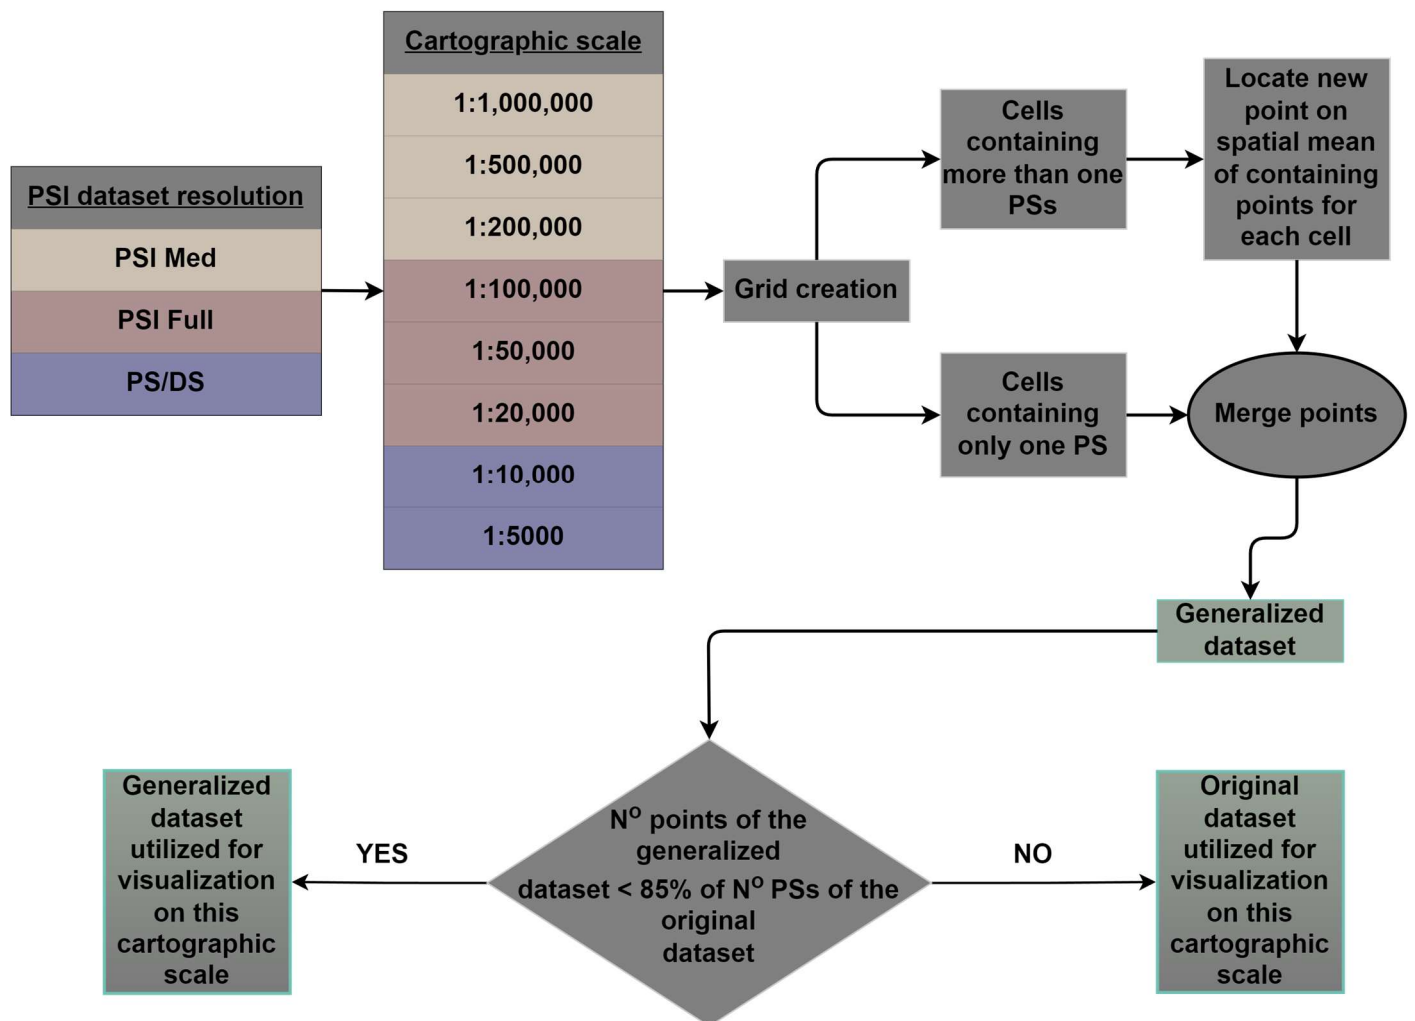 PSI dataset resolution
PSI Med
PSI Full
PS/DS
Cartographic scale
1:1,000,000
1:500,000
1:200,000
1:100,000
1:50,000
1:20,000
1:10,000
1:5000
Grid creation
Cells
containing
more than one
PSs
Locate new
point on
spatial mean
of containing
points for
each cell
Cells
containing
only one PS
Merge points
Generalized
dataset
Nº points of the
generalized
dataset < 85% of Nº PSs of the
original
dataset
YES
Generalized
dataset
utilized for
visualization
on this
cartographic
scale
NO
Original
dataset
utilized for
visualization
on this
cartographic
scale